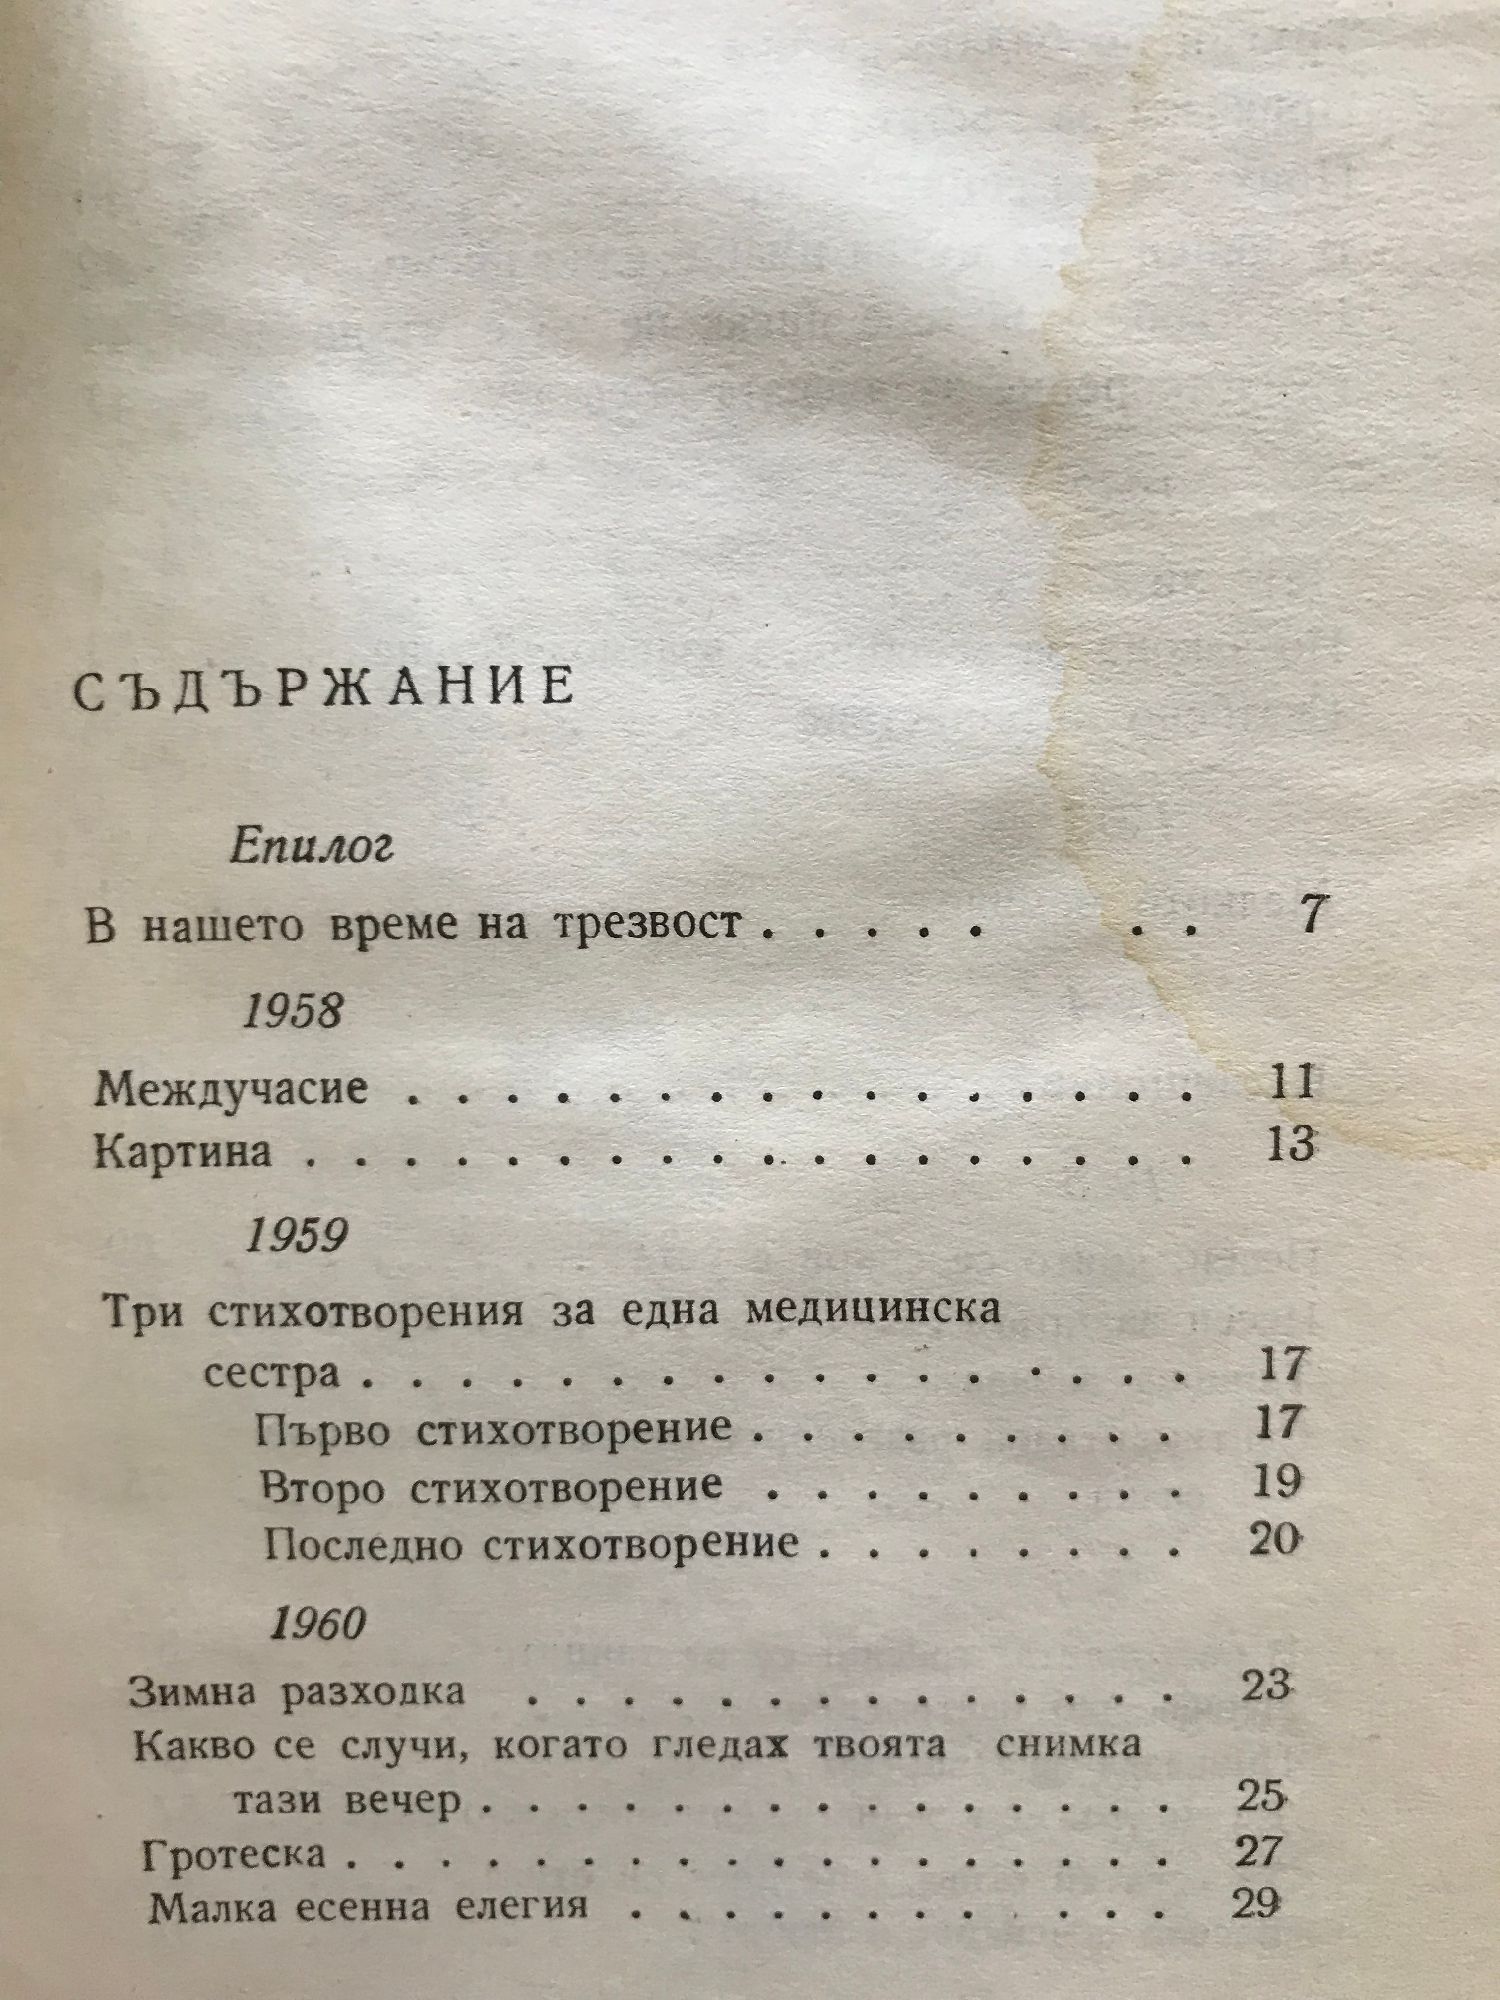 СЪДЪРЖАНИЕ
Епилог
В нашето време на трезвост . . . . . . . 7
1958
Междучасие . . . . . . . . . . . . . . . . 11
Картина . . . . . . . . . . . . . . . . . . 13
1959
Три стихотворения за една медицинска
сестра . . . . . . . . . . . . . . . . . 17
Първо стихотворение . . . . . . . . . 17
Второ стихотворение . . . . . . . . . 19
Последно стихотворение . . . . . . . . 20
1960
Зимна разходка . . . . . . . . . . . . . . 23
Какво се случи, когато гледах твоята снимка
тази вечер . . . . . . . . . . . . . . . 25
Гротеска . . . . . . . . . . . . . . . . . . 27
Малка есенна елегия . . . . . . . . . . . 29